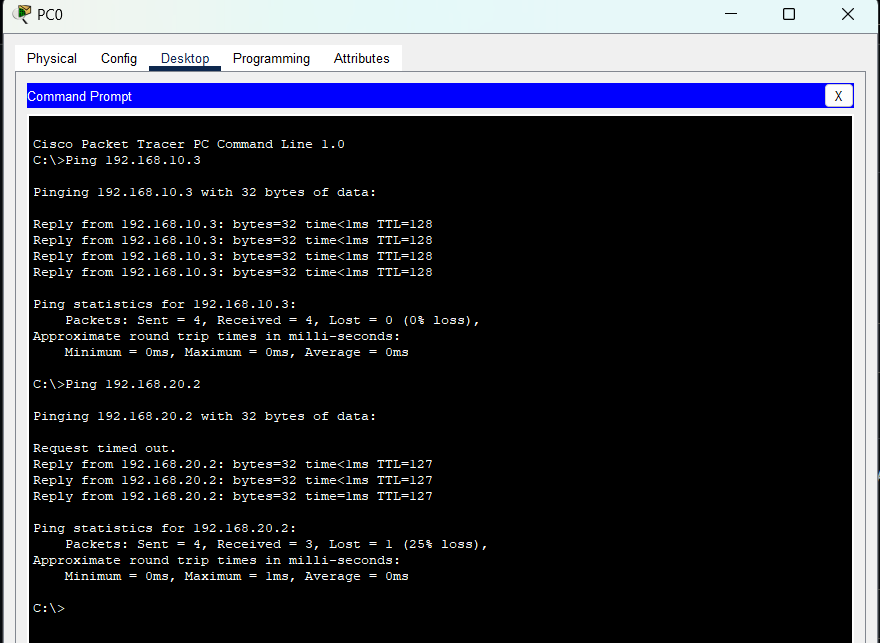 PC0
Physical Config Desktop Programming Attributes
Command Prompt
X
Cisco Packet Tracer PC Command Line 1.0
C:\>Ping 192.168.10.3
Pinging 192.168.10.3 with 32 bytes of data:
Reply from 192.168.10.3: bytes=32 time<1ms TTL=128
Reply from 192.168.10.3: bytes=32 time<1ms TTL=128
Reply from 192.168.10.3: bytes=32 time<1ms TTL=128
Reply from 192.168.10.3: bytes=32 time<1ms TTL=128
Ping statistics for 192.168.10.3:
Packets: Sent = 4, Received = 4, Lost = 0 (0% loss),
Approximate round trip times in milli-seconds:
Minimum = 0ms, Maximum = 0ms, Average = 0ms
C:\>Ping 192.168.20.2
Pinging 192.168.20.2 with 32 bytes of data:
Request timed out.
Reply from 192.168.20.2: bytes=32 time<1ms TTL=127
Reply from 192.168.20.2: bytes=32 time<1ms TTL=127
Reply from 192.168.20.2: bytes=32 time=1ms TTL=127
Ping statistics for 192.168.20.2:
Packets: Sent = 4, Received = 3, Lost = 1 (25% loss),
Approximate round trip times in milli-seconds:
Minimum = 0ms, Maximum = 1ms, Average = 0ms
C:\>